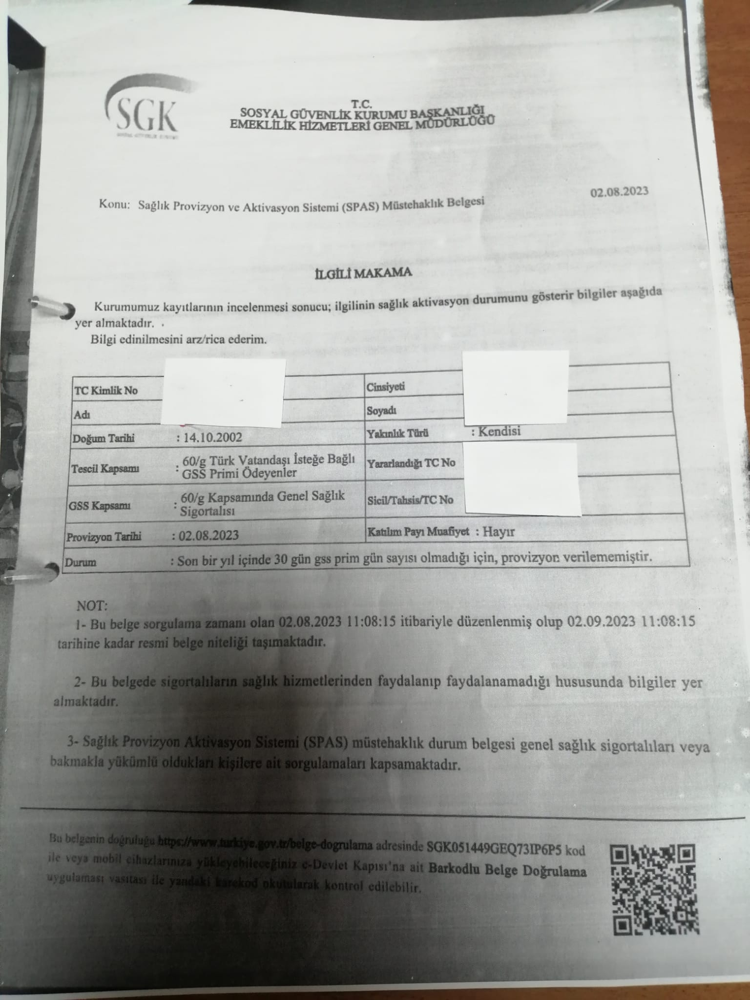 SGK
T.C.
SOSYAL GÜVENLİK KURUMU BAŞKANLIĞI
EMEKLİLİK HİZMETLERİ GENEL MÜDÜRLÜĞÜ
02.08.2023
Konu: Sağlık Provizyon ve Aktivasyon Sistemi (SPAS) Müstehaklık Belgesi
İLGİLİ MAKAMA
Kurumumuz kayıtlarının incelenmesi sonucu; ilgilinin sağlık aktivasyon durumunu gösterir bilgiler aşağıda
yer almaktadır.
Bilgi edinilmesini arz/rica ederim.
TC Kimlik No
Cinsiyeti
Adı
Soyadı
Doğum Tarihi : 14.10.2002
Yakınlık Türü : Kendisi
Tescil Kapsamı : 60/g Türk Vatandaşı İsteğe Bağlı
GSS Primi Ödeyenler
Yararlandığı TC No
GSS Kapsamı : 60/g Kapsamında Genel Sağlık
Sigortalısı
Sicil/Tahsis/TC No
Provizyon Tarihi : 02.08.2023
Katılım Payı Muafiyet : Hayır
Durum : Son bir yıl içinde 30 gün gss prim gün sayısı olmadığı için, provizyon verilememiştir.
NOT:
1- Bu belge sorgulama zamanı olan 02.08.2023 11:08:15 itibariyle düzenlenmiş olup 02.09.2023 11:08:15
tarihine kadar resmi belge niteliği taşımaktadır.
2- Bu belgede sigortalıların sağlık hizmetlerinden faydalanıp faydalanamadığı hususunda bilgiler yer
almaktadır.
3- Sağlık Provizyon Aktivasyon Sistemi (SPAS) müstehaklık durum belgesi genel sağlık sigortalıları veya
bakmakla yükümlü oldukları kişilere ait sorgulamaları kapsamaktadır.
Bu belgenin doğruluğu https://www.turkiye.gov.tr/belge-dogrulama adresinde SGK051449GEQ73IP6P5 kod
ile veya mobil cihazlarınıza yükleyebileceğiniz e-Devlet Kapısı'na ait Barkodlu Belge Doğrulama
uygulaması vasıtası ile yandaki karekod okutularak kontrol edilebilir.